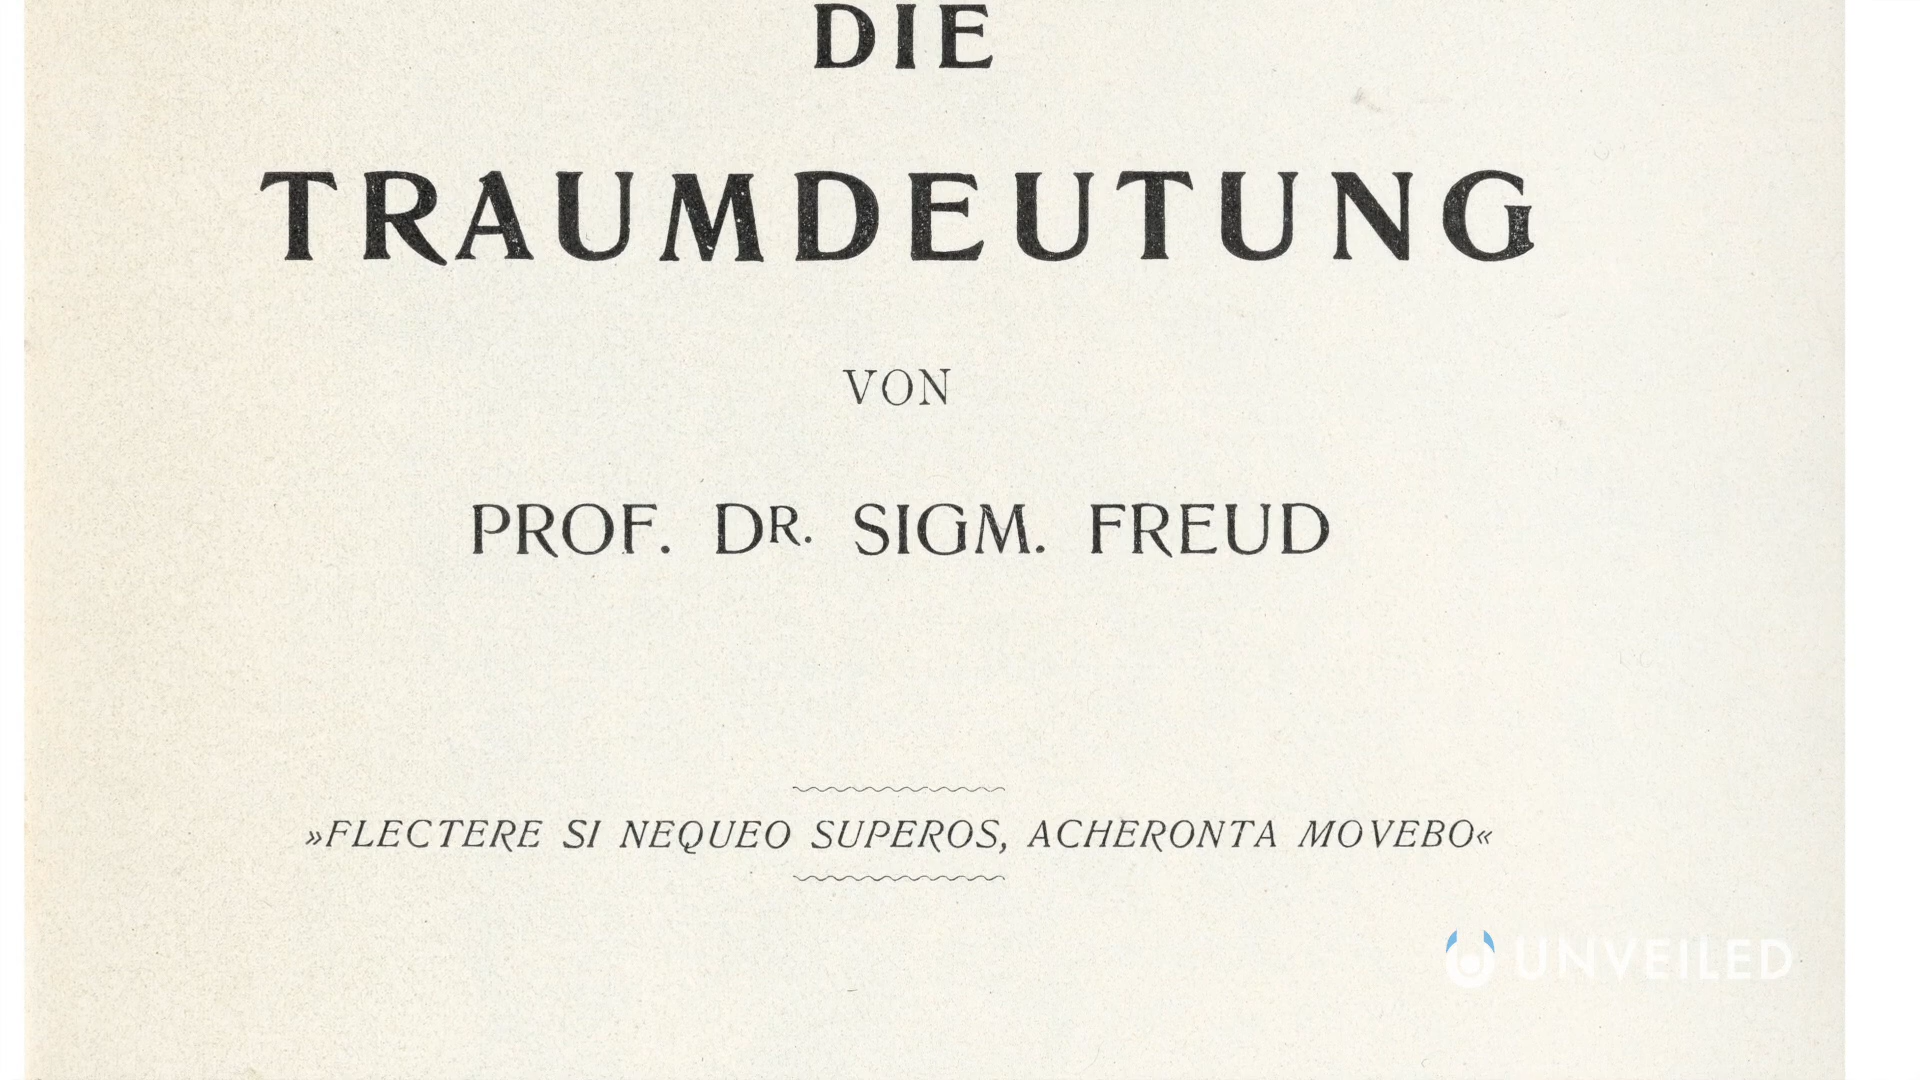 DIE
TRAUMDEUTUNG
VON
PROF. DR. SIGM. FREUD
»FLECTERE SI NEQUEO SUPEROS, ACHERONTA MOVEBO«
UNVEILED